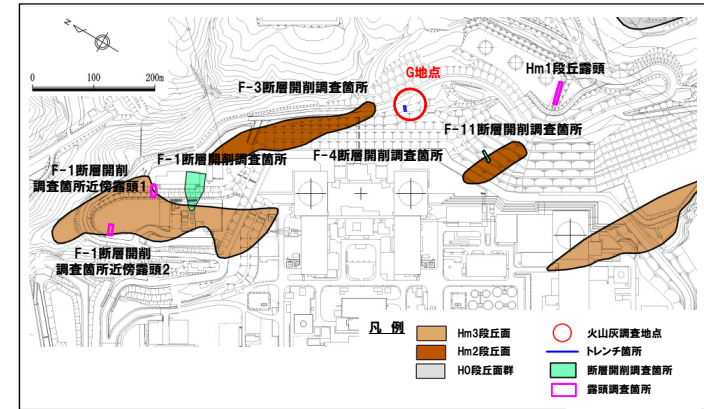 N
0 100 200m
G地点
Hm1段丘露頭
F-3断層開削調査箇所
F-11断層開削調査箇所
F-1断層開削
調査箇所近傍露頭1
F-1断層開削調査箇所
F-4断層開削調査箇所
F-1断層開削
調査箇所近傍露頭2
凡 例
Hm3段丘面
Hm2段丘面
H0段丘面群
火山灰調査地点
トレンチ箇所
断層開削調査箇所
露頭調査箇所